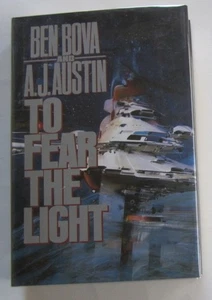 BEN BOVA
AND
A.J. AUSTIN
TO
FEAR
THE
LIGHT